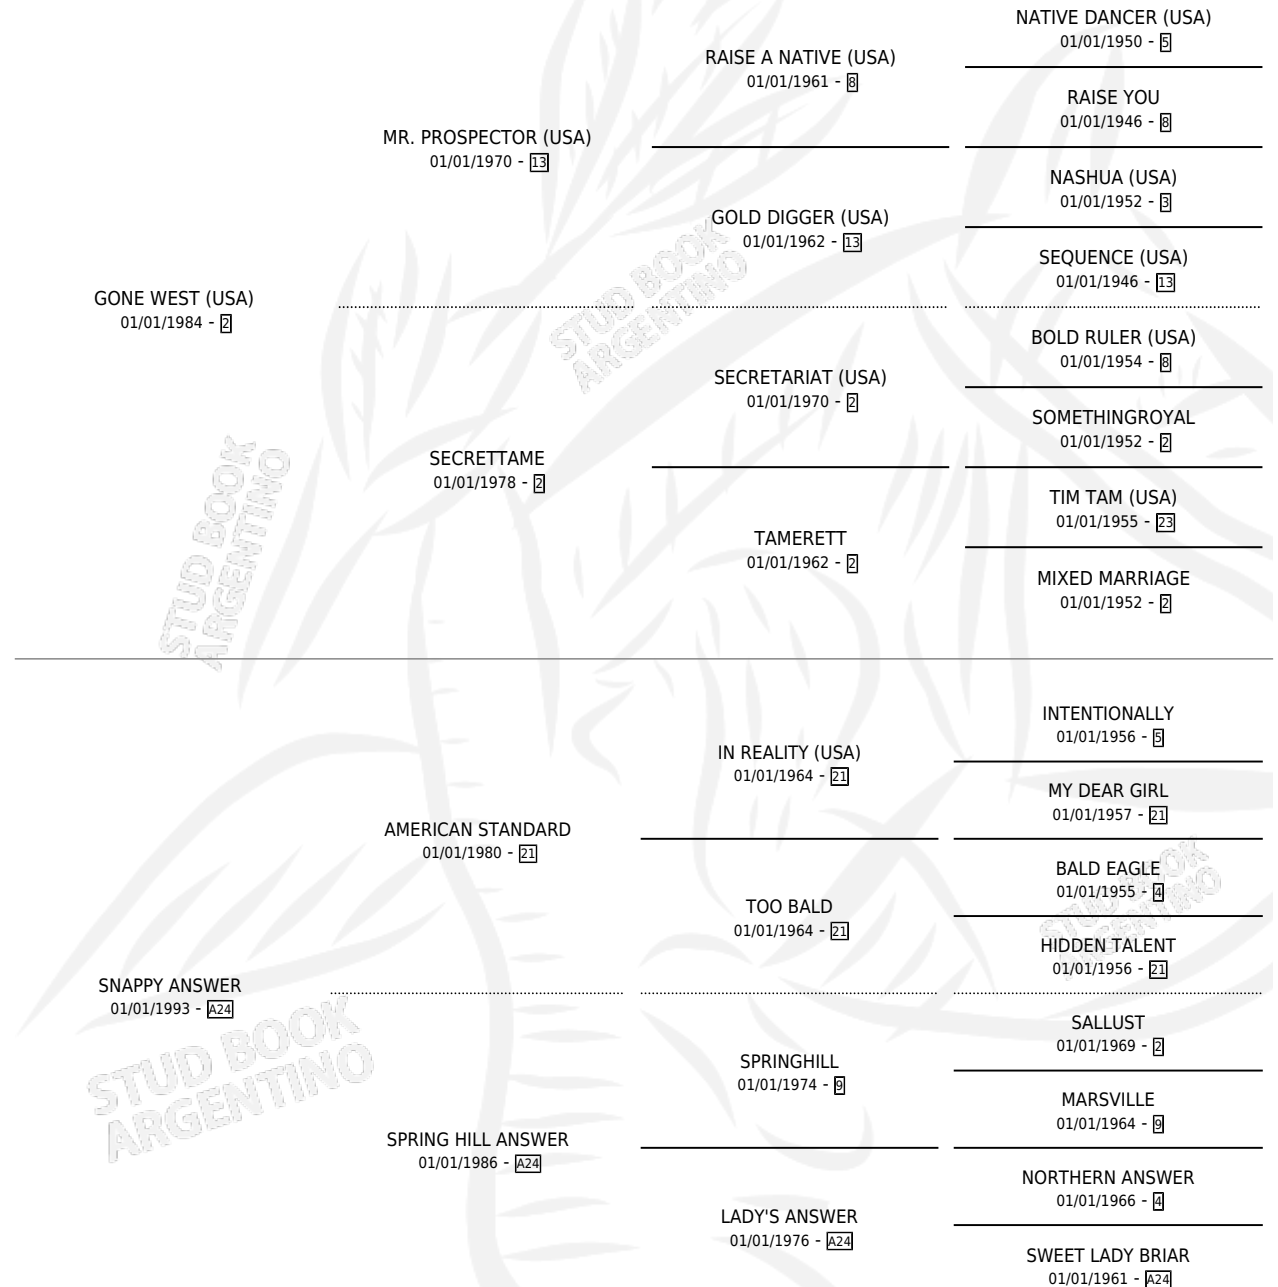 NATIVE DANCER (USA)
01/01/1950 - 5
RAISE A NATIVE (USA)
01/01/1961 - 8
RAISE YOU
01/01/1946 - 8
MR. PROSPECTOR (USA)
01/01/1970 - 13
NASHUA (USA)
01/01/1952 - 3
GOLD DIGGER (USA)
01/01/1962 - 13
SEQUENCE (USA)
01/01/1946 - 13
GONE WEST (USA)
01/01/1984 - 2
BOLD RULER (USA)
01/01/1954 - 8
SECRETARIAT (USA)
01/01/1970 - 2
SOMETHINGROYAL
01/01/1952 - 2
SECRETTAME
01/01/1978 - 2
TIM TAM (USA)
01/01/1955 - 23
TAMERETT
01/01/1962 - 2
MIXED MARRIAGE
01/01/1952 - 2
INTENTIONALLY
01/01/1956 - 5
IN REALITY (USA)
01/01/1964 - 21
MY DEAR GIRL
01/01/1957 - 21
AMERICAN STANDARD
01/01/1980 - 21
BALD EAGLE
01/01/1955 - 4
TOO BALD
01/01/1964 - 21
HIDDEN TALENT
01/01/1956 - 21
SNAPPY ANSWER
01/01/1993 - A24
SALLUST
01/01/1969 - 2
SPRINGHILL
01/01/1974 - 9
MARSVILLE
01/01/1964 - 9
SPRING HILL ANSWER
01/01/1986 - A24
NORTHERN ANSWER
01/01/1966 - 4
LADY'S ANSWER
01/01/1976 - A24
SWEET LADY BRIAR
01/01/1961 - A24
STUD BOOK
ARGENTINO
STUD BOOK
ARGENTINO
STUD BOOK
ARGENTINO
STUD BOOK
ARGENTINO